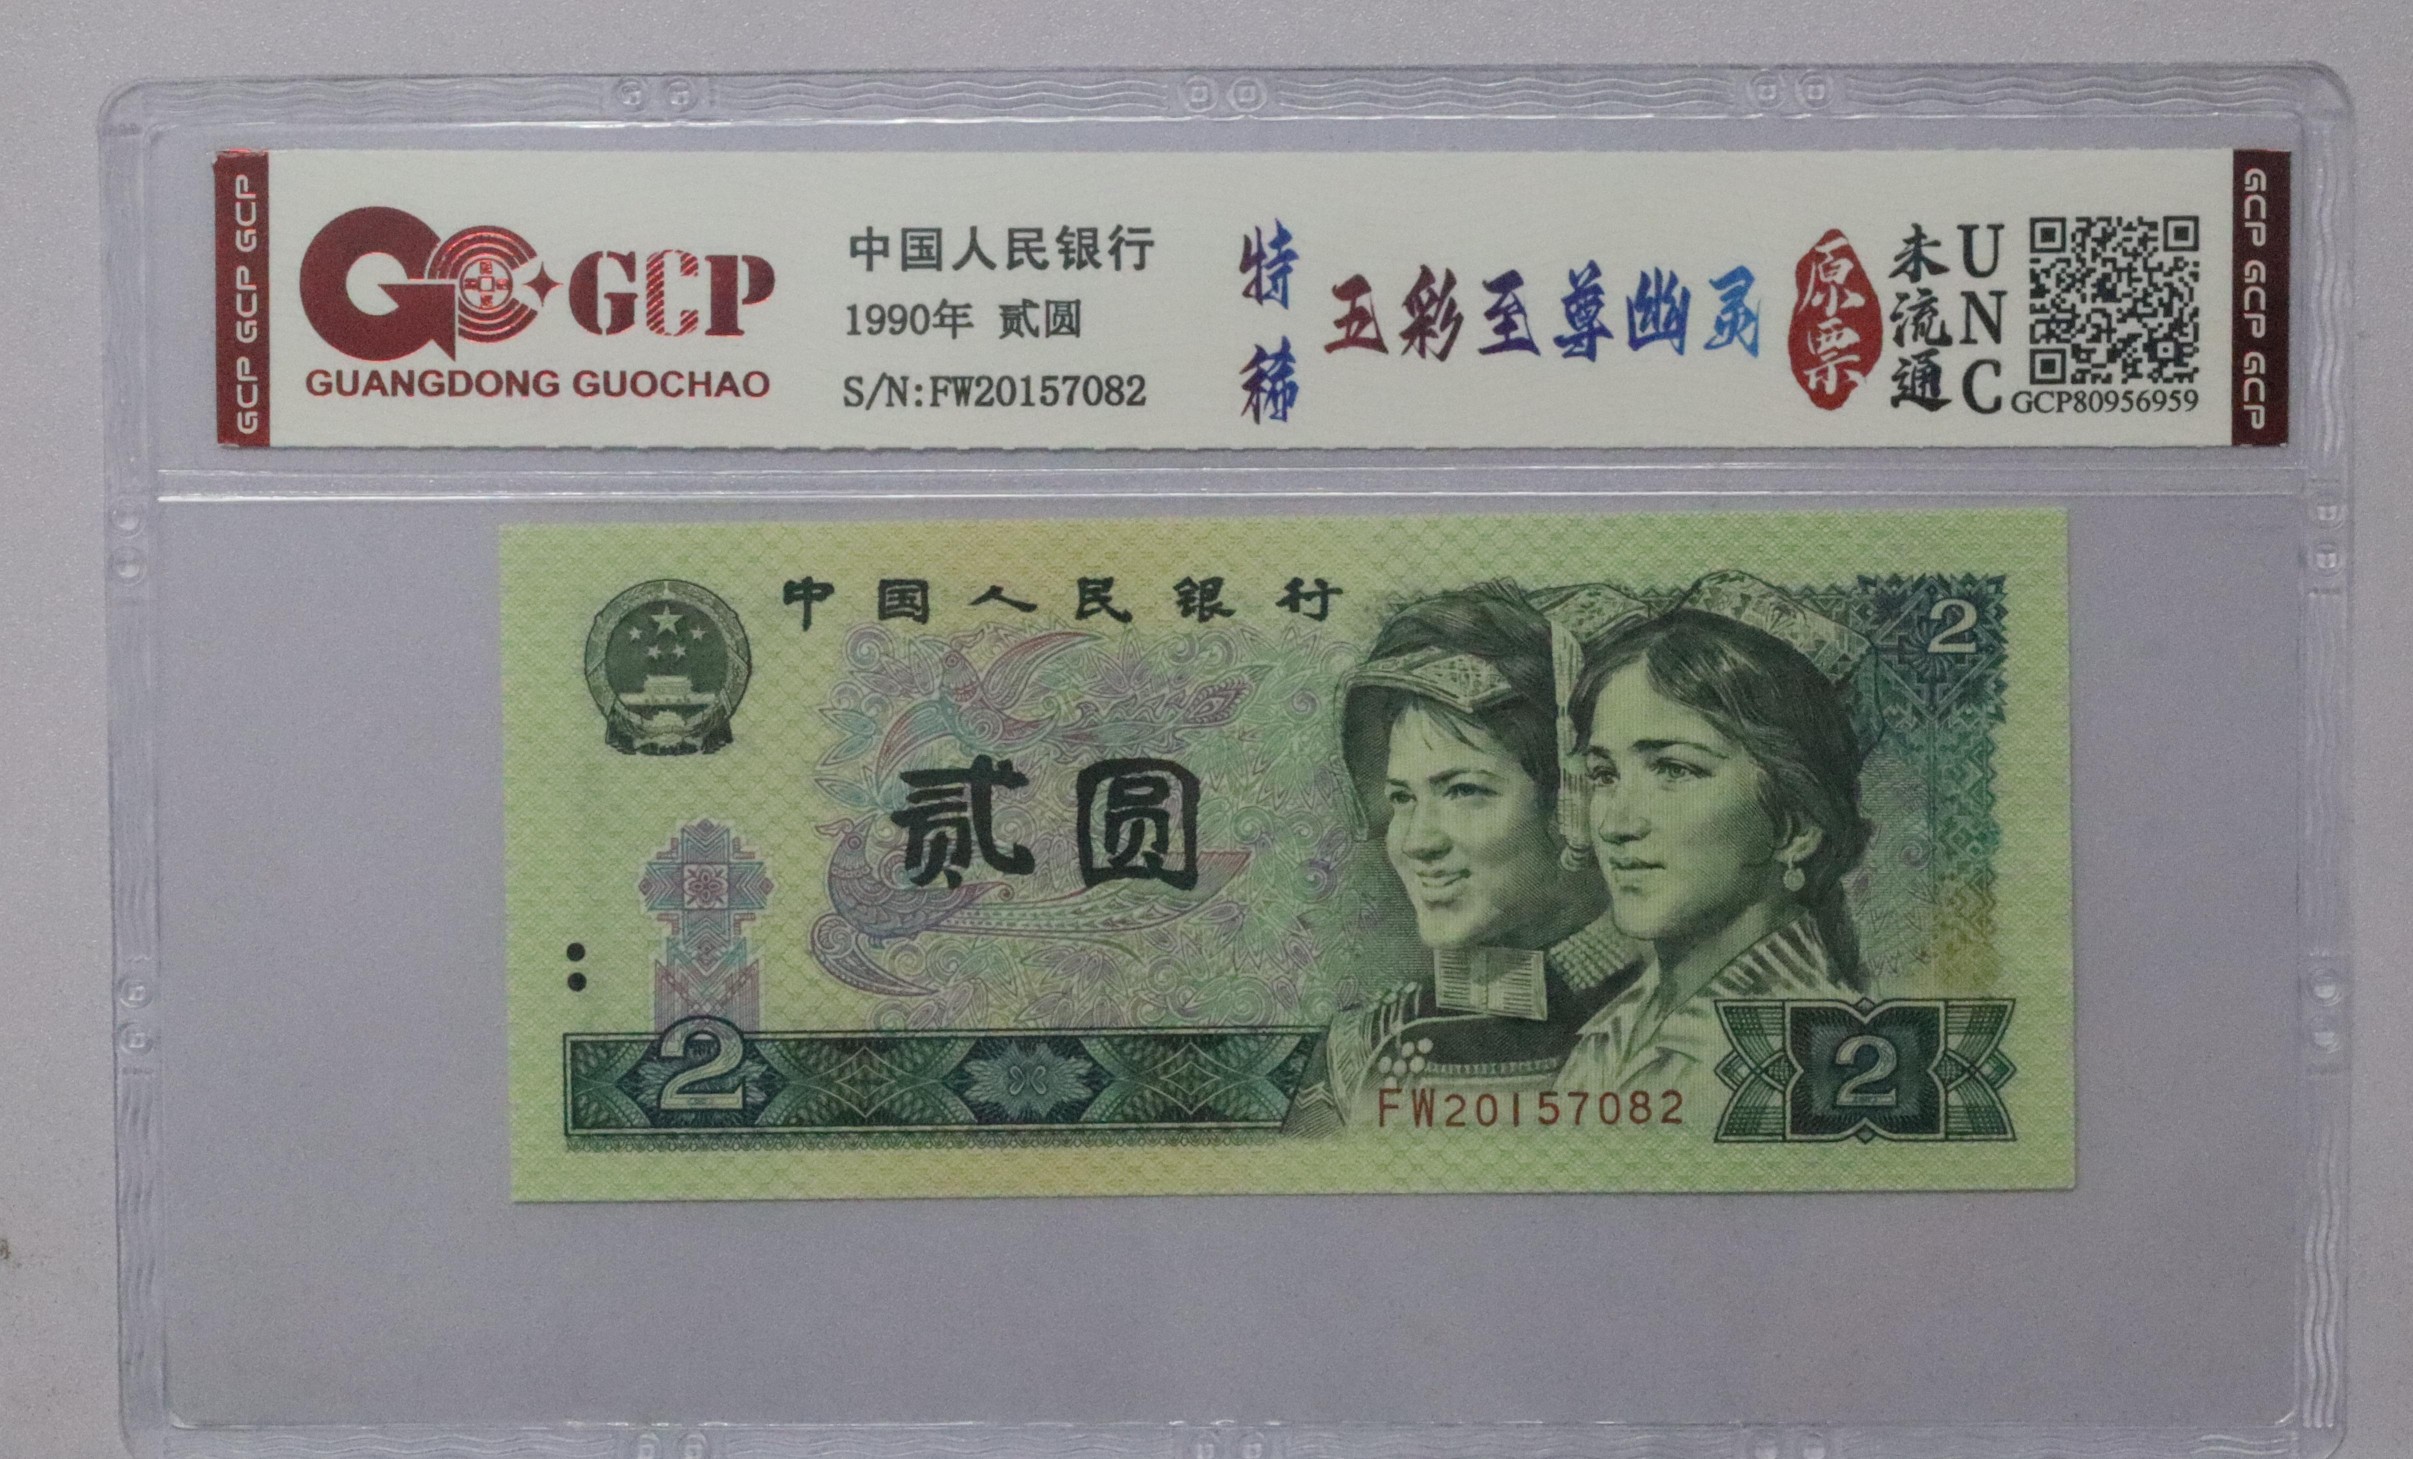 GCP GCP GCP
GCP
GUANGDONG GUOCHAO
中国人民银行
1990年 贰圆
S/N:FW20157082
特稀
五彩至尊幽灵
原票
未流通
UNC
GCP80956959
GCP GCP GCP
中国人民银行
2
贰圆
2
FW20157082
2